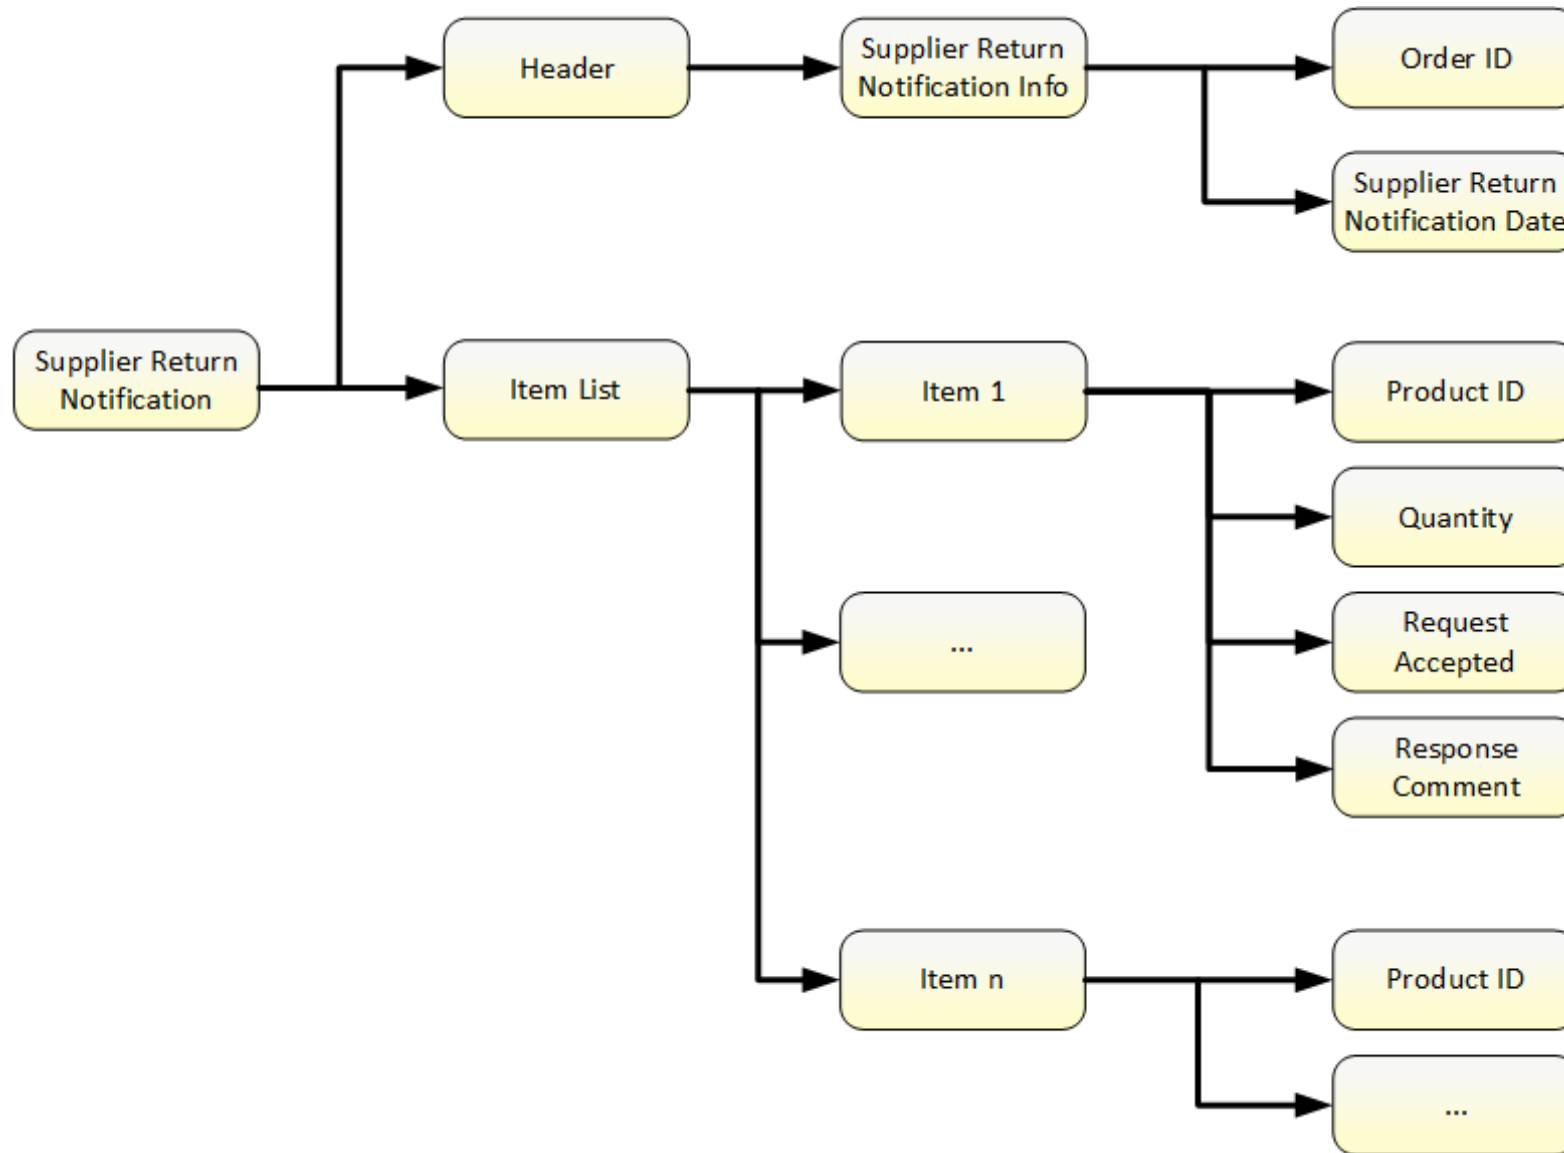 Header
Supplier Return
Notification Info
Order ID
Supplier Return
Notification Date
Supplier Return
Notification
Item List
Item 1
Product ID
Quantity
...
Request
Accepted
Response
Comment
Item n
Product ID
...